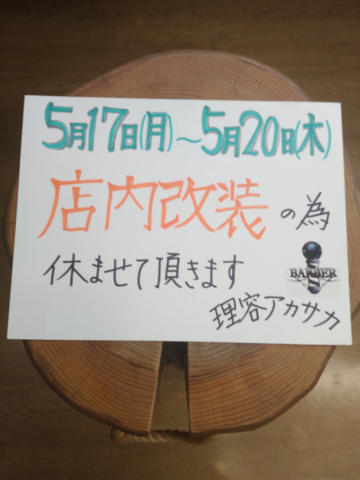 5月17日(月)～5月20日(木)
店内改装の為
休ませて頂きます
BARBER
理容アカサカ